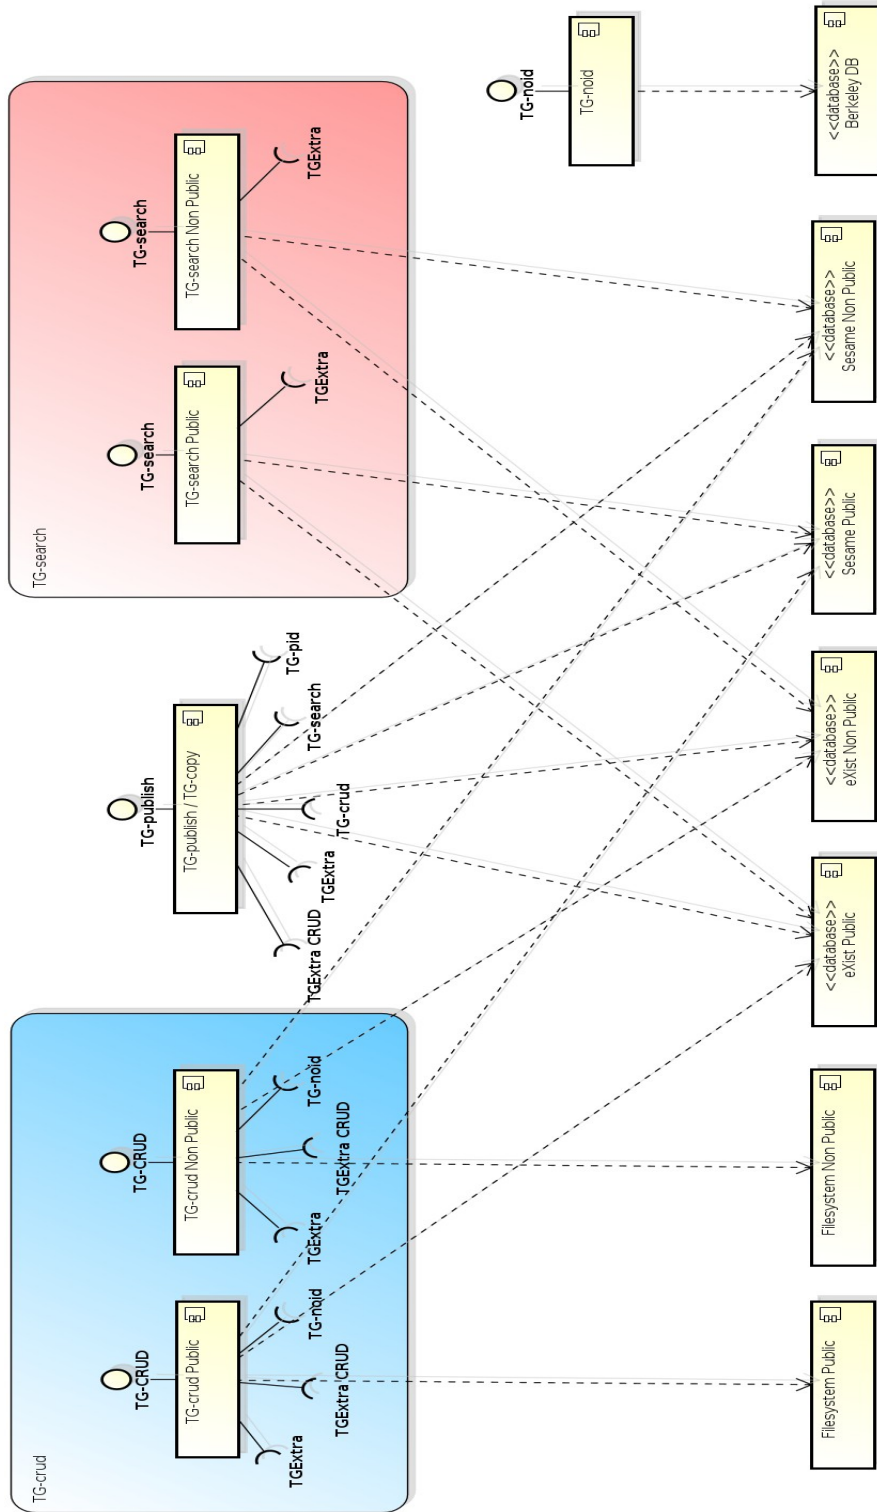 TG-crud
TG-CRUD
TG-crud Public
TGExtra
TGExtra CRUD
TG-noid
TG-CRUD
TG-crud Non Public
TGExtra
TGExtra CRUD
TG-noid
TG-publish
TG-publish / TG-copy
TGExtra CRUD
TGExtra
TG-crud
TG-search
TG-pid
TG-search
TG-search
TG-search Public
TGExtra
TG-search
TG-search Non Public
TGExtra
TG-noid
TG-noid
Filesystem Public
Filesystem Non Public
<<database>>
eXist Public
<<database>>
eXist Non Public
<<database>>
Sesame Public
<<database>>
Sesame Non Public
<<database>>
Berkeley DB